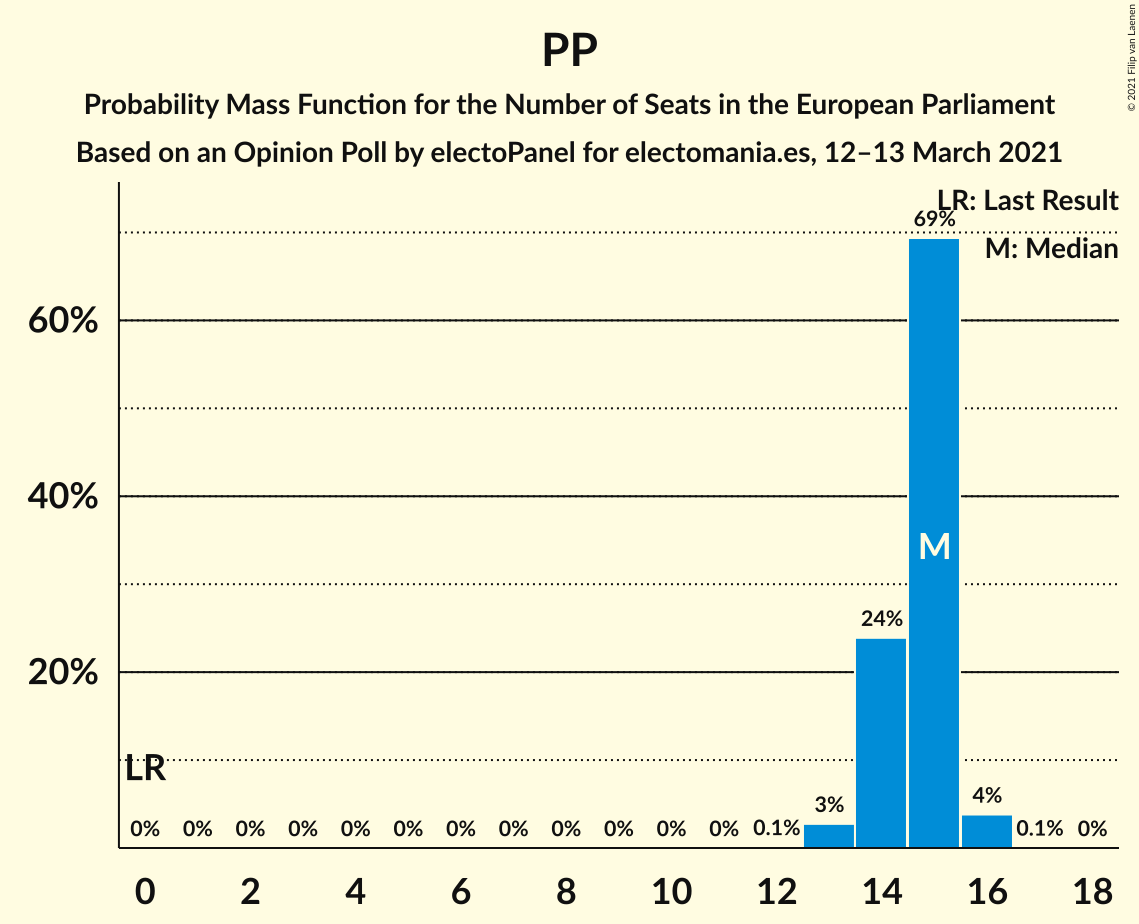 PP
Probability Mass Function for the Number of Seats in the European Parliament
Based on an Opinion Poll by electoPanel for electomania.es, 12–13 March 2021
© 2021 Filip van Laenen
LR: Last Result
M: Median
60%
40%
20%
69%
M
24%
LR
0% 0% 0% 0% 0% 0% 0% 0% 0% 0% 0% 0% 0.1% 3% 4% 0.1% 0%
0 2 4 6 8 10 12 14 16 18